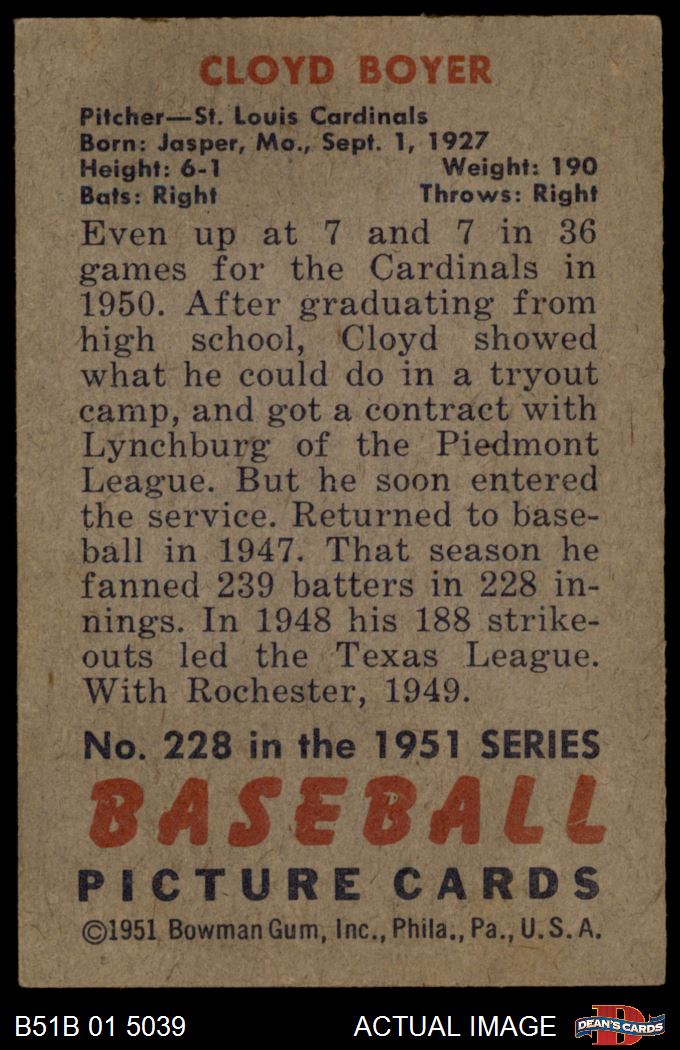 CLOYD BOYER
Pitcher—St. Louis Cardinals
Born: Jasper, Mo., Sept. 1, 1927
Height: 6-1 Weight: 190
Bats: Right Throws: Right
Even up at 7 and 7 in 36
games for the Cardinals in
1950. After graduating from
high school, Cloyd showed
what he could do in a tryout
camp, and got a contract with
Lynchburg of the Piedmont
League. But he soon entered
the service. Returned to base-
ball in 1947. That season he
fanned 239 batters in 228 in-
nings. In 1948 his 188 strike-
outs led the Texas League.
With Rochester, 1949.
No. 228 in the 1951 SERIES
BASEBALL
PICTURE CARDS
©1951 Bowman Gum, Inc., Phila., Pa., U.S.A.
B51B 01 5039 ACTUAL IMAGE D DEAN'S CARDS